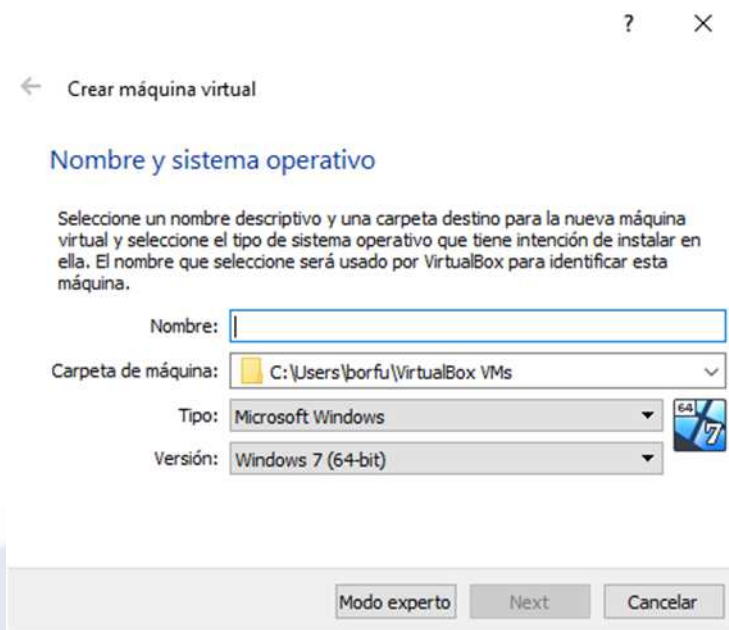 ?
Crear máquina virtual
Nombre y sistema operativo
Seleccione un nombre descriptivo y una carpeta destino para la nueva máquina
virtual y seleccione el tipo de sistema operativo que tiene intención de instalar en
ella. El nombre que seleccione será usado por VirtualBox para identificar esta
máquina.
Nombre:
Carpeta de máquina: C:\Users\borfu\VirtualBox VMs
Tipo: Microsoft Windows
64
7
Versión: Windows 7 (64-bit)
Modo experto Next Cancelar